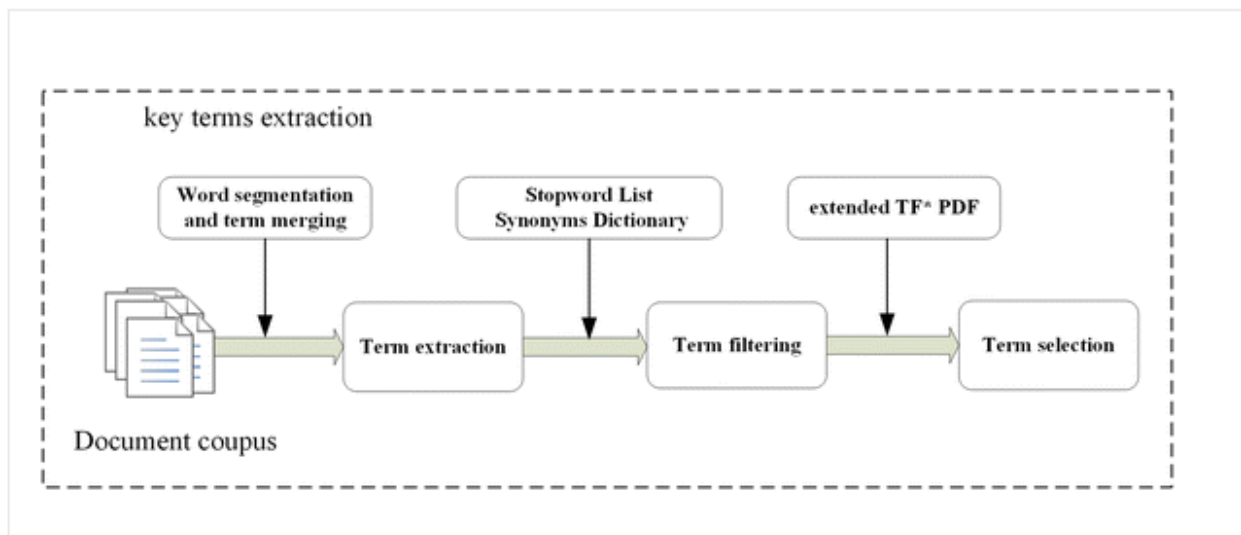 key terms extraction
Word segmentation
and term merging
Stopword List
Synonyms Dictionary
extended TF* PDF
Term extraction
Term filtering
Term selection
Document coupus